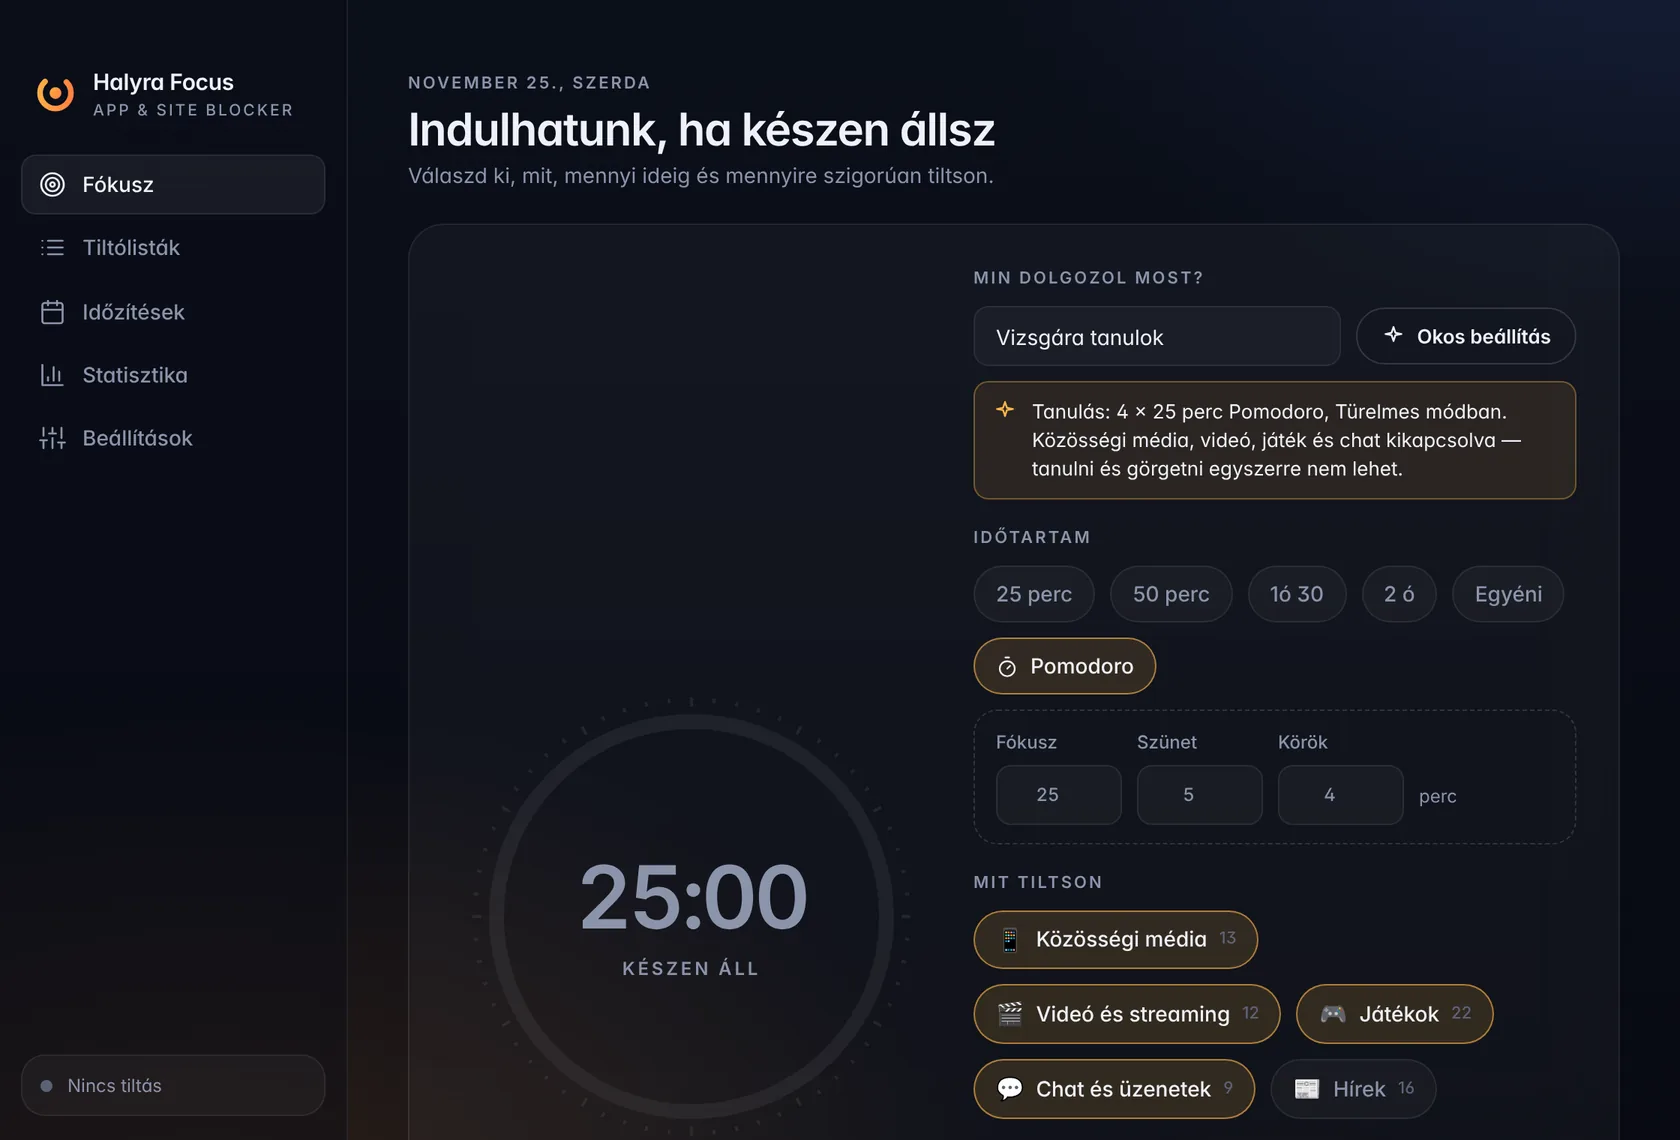 Halyra Focus
APP & SITE BLOCKER
Fókusz
Tiltólisták
Időzítések
Statisztika
Beállítások
Nincs tiltás
NOVEMBER 25., SZERDA
Indulhatunk, ha készen állsz
Válaszd ki, mit, mennyi ideig és mennyire szigorúan tiltson.
25:00
KÉSZEN ÁLL
MIN DOLGOZOL MOST?
Vizsgára tanulok
Okos beállítás
Tanulás: 4 × 25 perc Pomodoro, Türelmes módban.
Közösségi média, videó, játék és chat kikapcsolva —
tanulni és görgetni egyszerre nem lehet.
IDŐTARTAM
25 perc 50 perc 1ó 30 2 ó Egyéni
Pomodoro
Fókusz Szünet Körök
25 5 4 perc
MIT TILTSON
Közösségi média 13
Videó és streaming 12 Játékok 22
Chat és üzenetek 9 Hírek 16